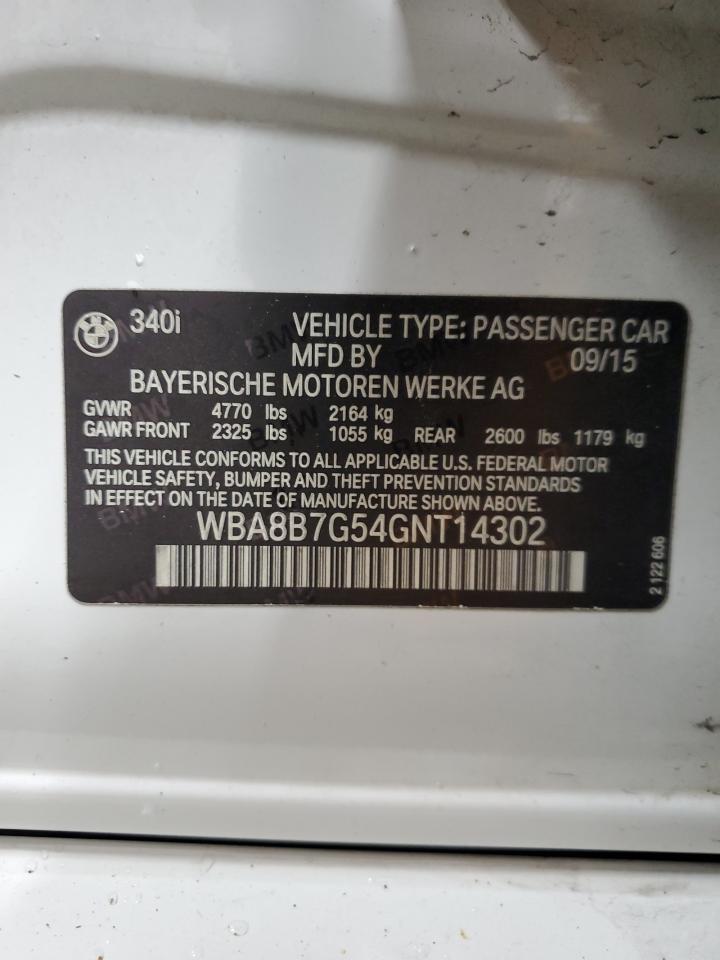 340i VEHICLE TYPE: PASSENGER CAR
MFD BY 09/15
BAYERISCHE MOTOREN WERKE AG
GVWR 4770 lbs 2164 kg
GAWR FRONT 2325 lbs 1055 kg REAR 2600 lbs 1179 kg
THIS VEHICLE CONFORMS TO ALL APPLICABLE U.S. FEDERAL MOTOR
VEHICLE SAFETY, BUMPER AND THEFT PREVENTION STANDARDS
IN EFFECT ON THE DATE OF MANUFACTURE SHOWN ABOVE.
WBA8B7G54GNT14302
2 122 606